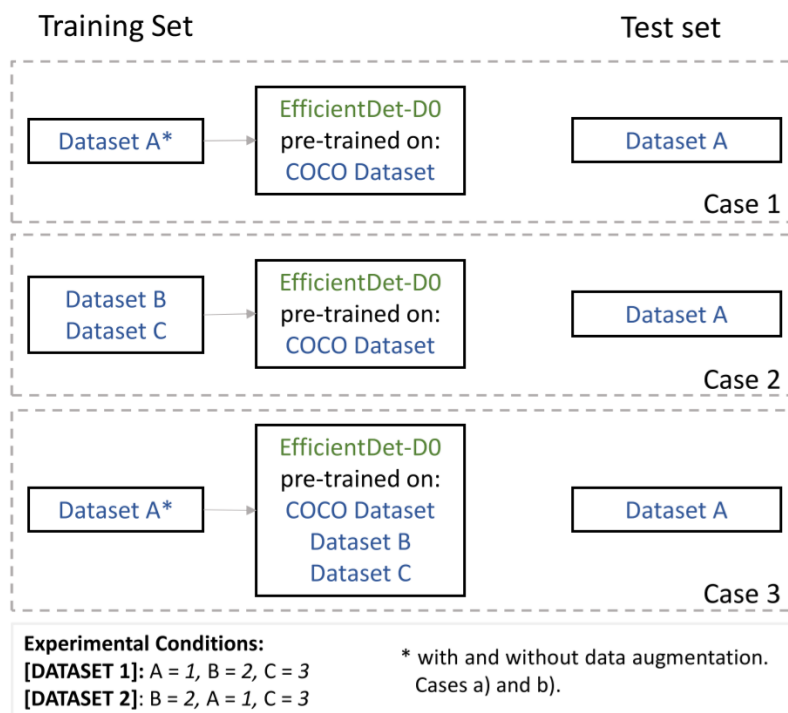 Training Set
Test set
Dataset A*
EfficientDet-D0
pre-trained on:
COCO Dataset
Dataset A
Case 1
Dataset B
Dataset C
EfficientDet-D0
pre-trained on:
COCO Dataset
Dataset A
Case 2
Dataset A*
EfficientDet-D0
pre-trained on:
COCO Dataset
Dataset B
Dataset C
Dataset A
Case 3
Experimental Conditions:
[DATASET 1]: A = 1, B = 2, C = 3
[DATASET 2]: B = 2, A = 1, C = 3
* with and without data augmentation.
Cases a) and b).